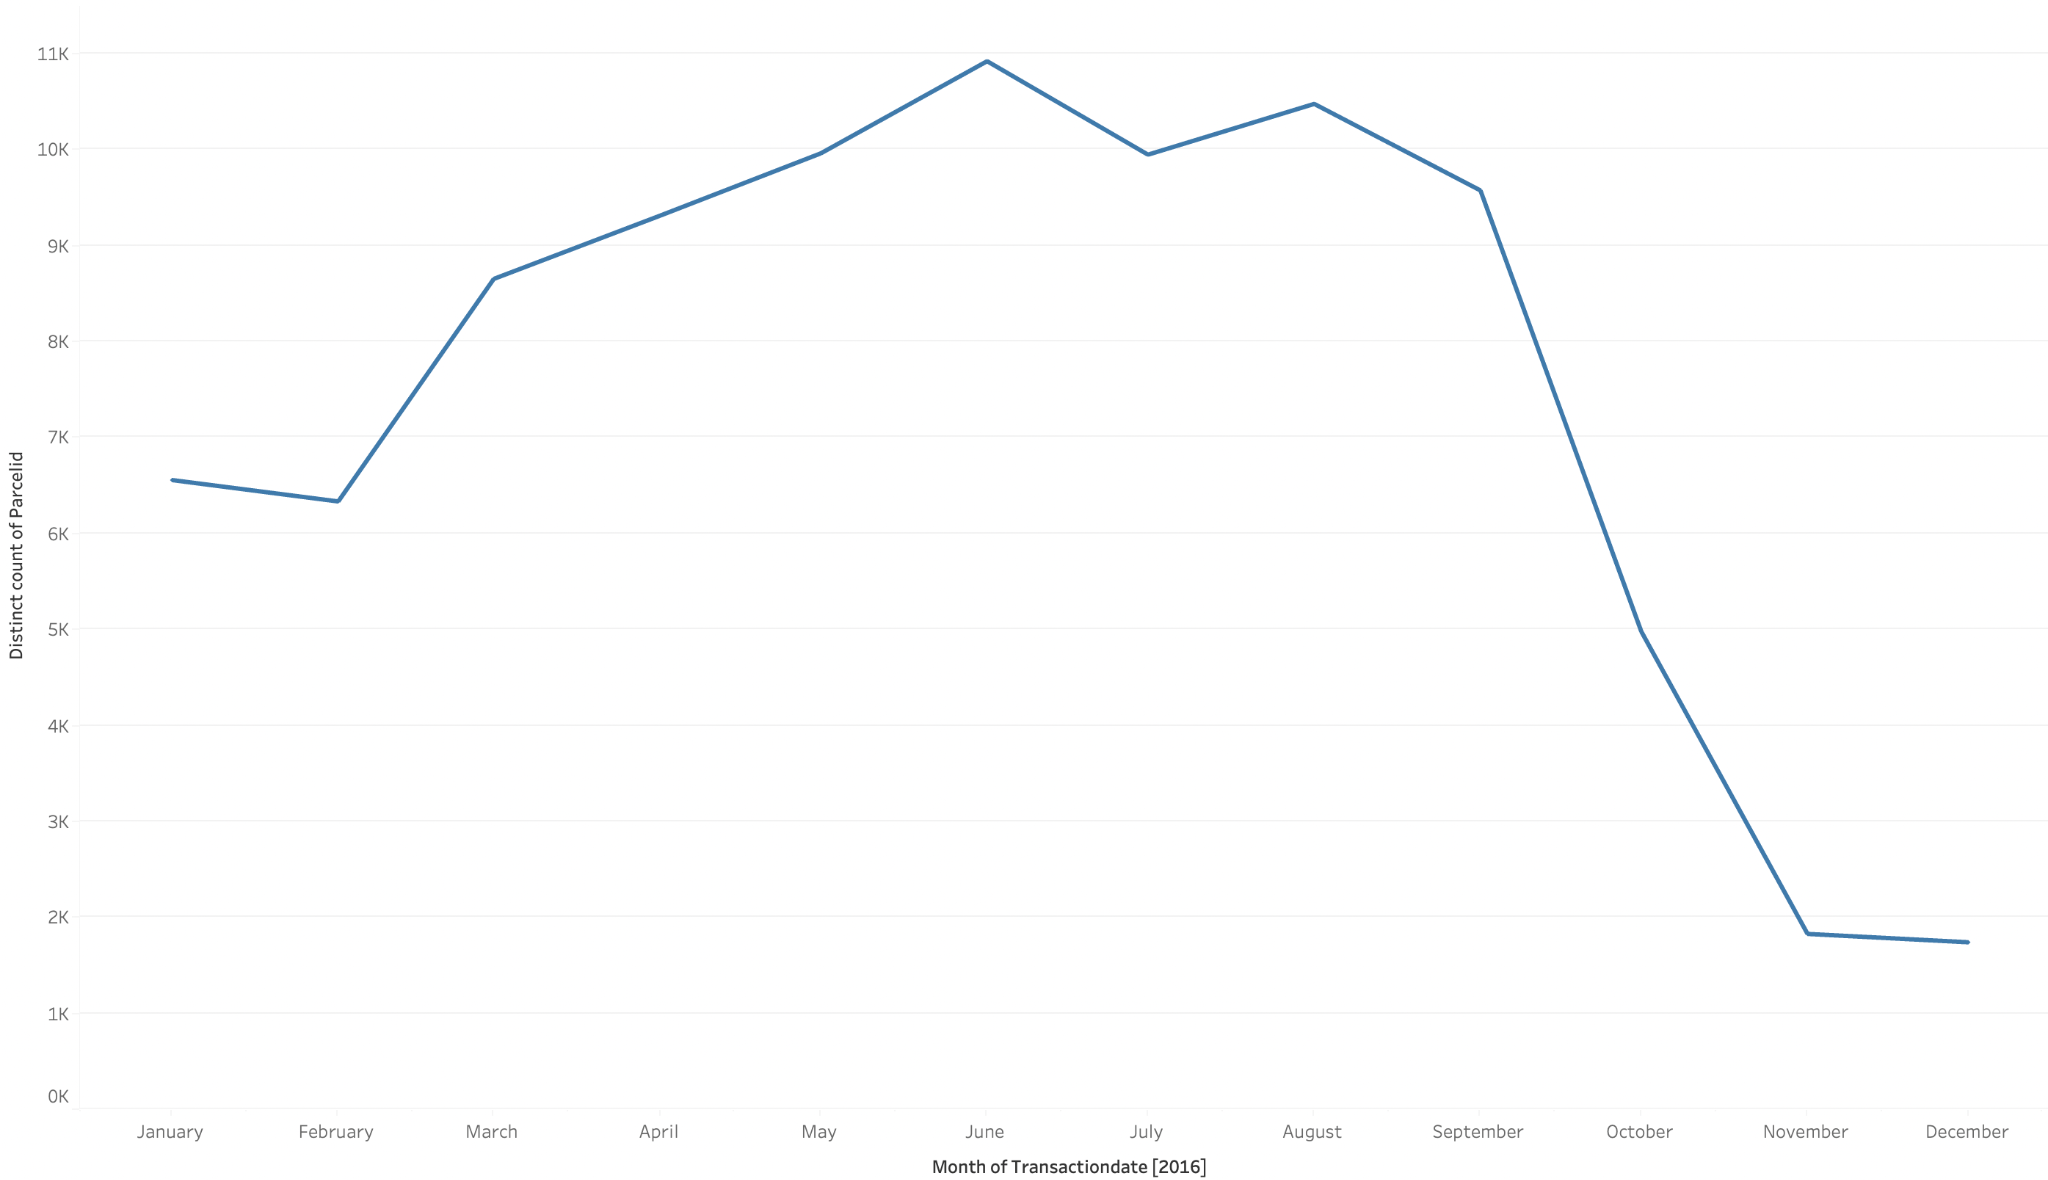 11K
10K
9K
8K
7K
6K
5K
4K
3K
2K
1K
0K
Distinct count of Parcelid
January February March April May June July August September October November December
Month of Transactiondate [2016]